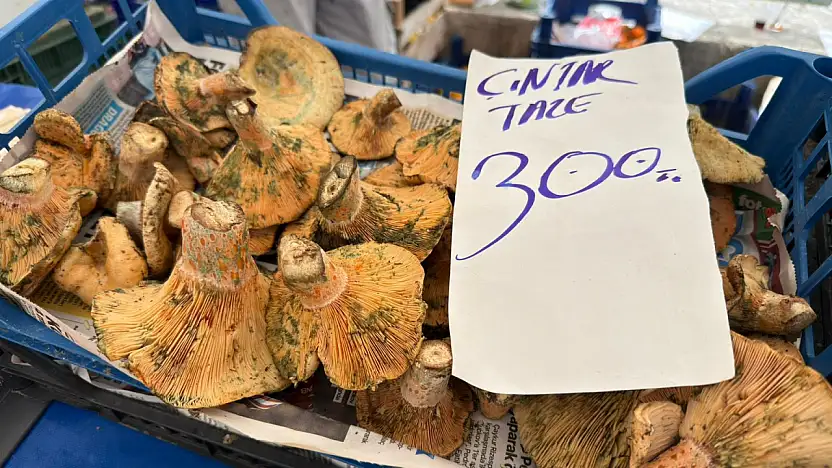 ÇINTAR
TAZE
300.-